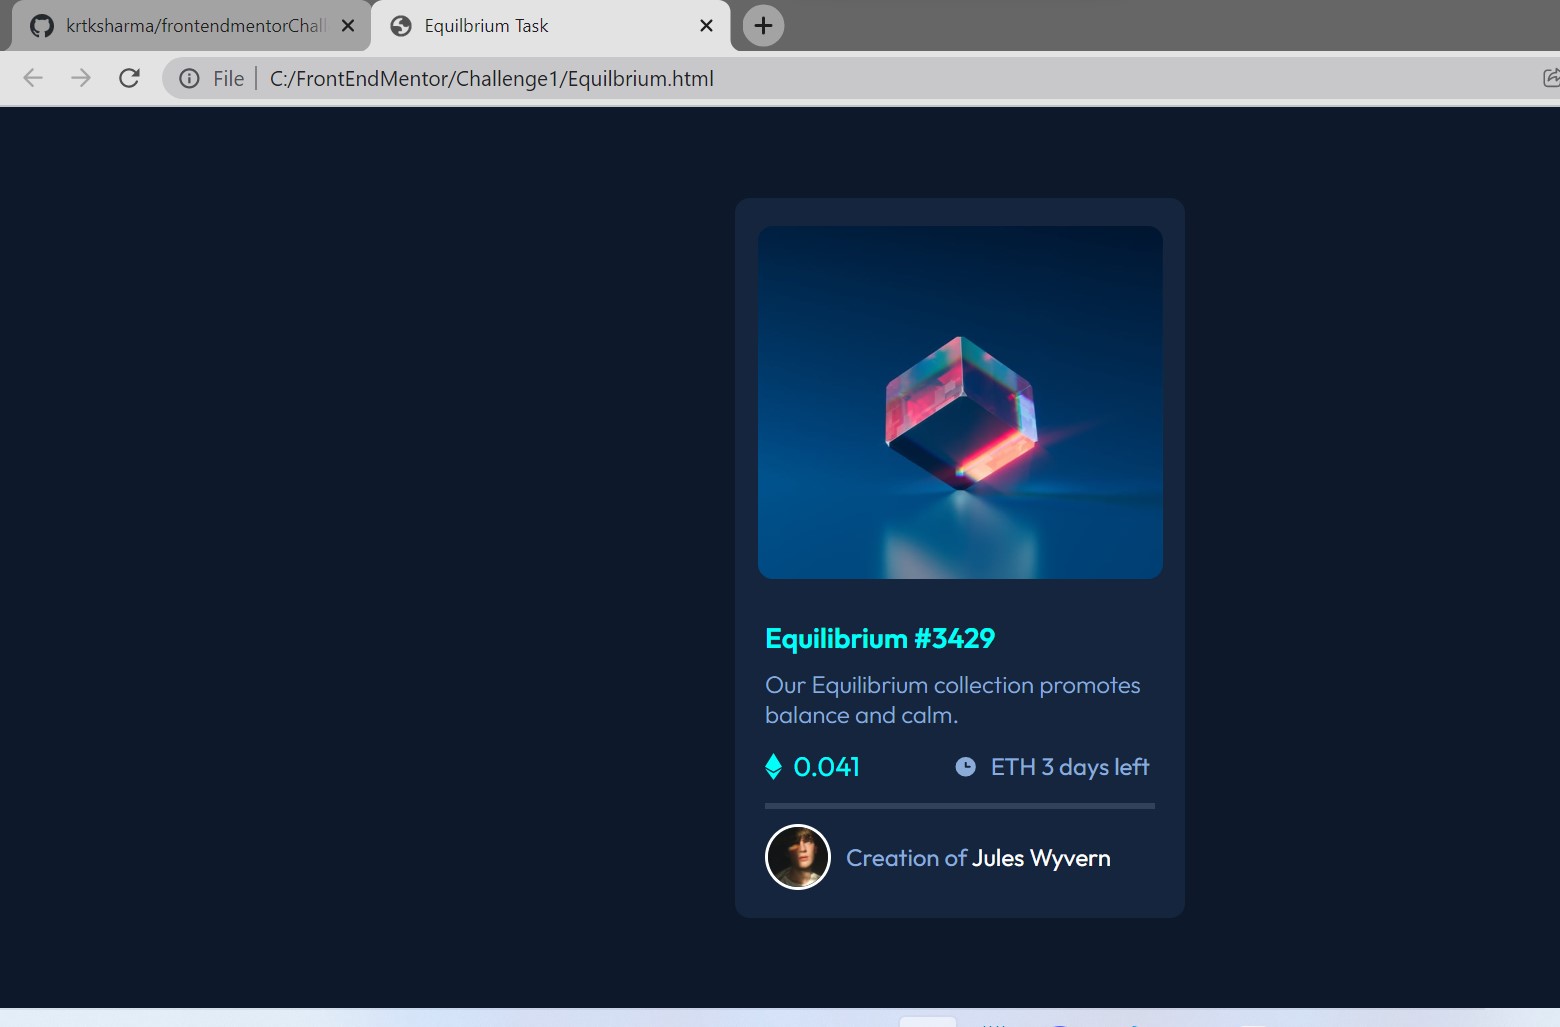 krtksharma/frontendmentorChall
Equilbrium Task
File
C:/FrontEndMentor/Challenge1/Equilbrium.html
Equilibrium #3429
Our Equilibrium collection promotes
balance and calm.
0.041
ETH 3 days left
Creation of Jules Wyvern